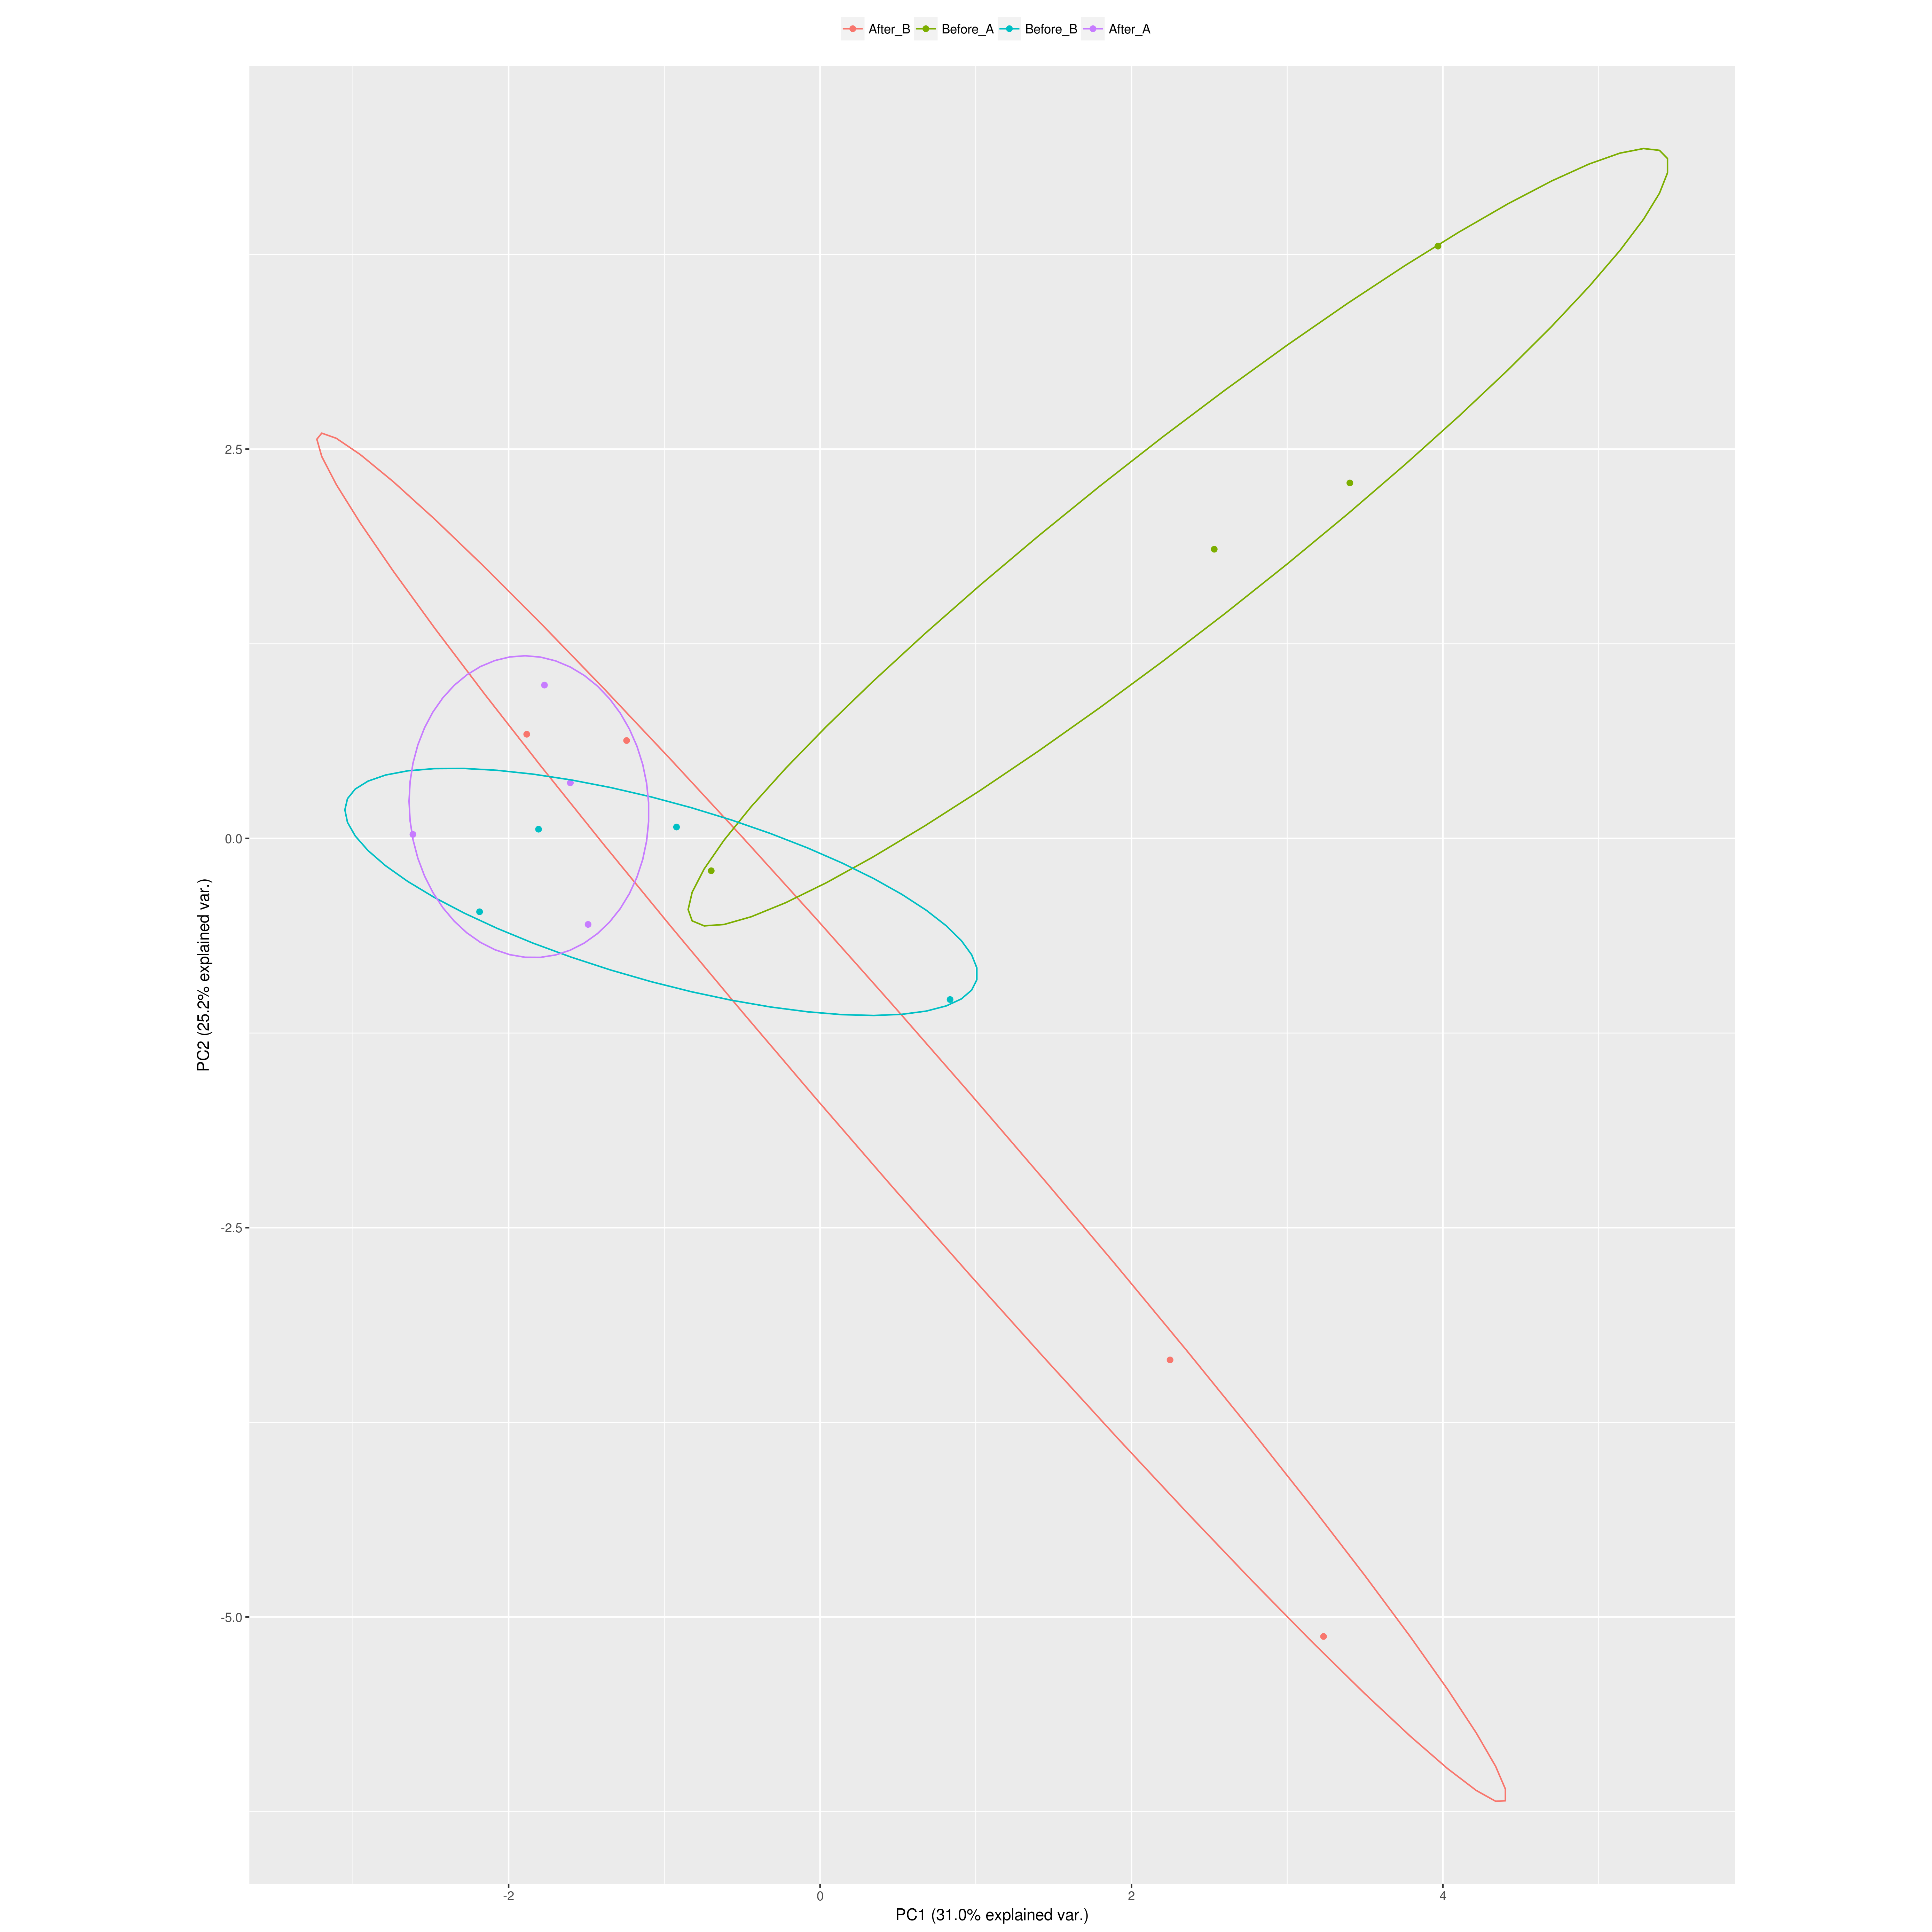 After_B Before_A Before_B After_A
2.5
0.0
-2.5
-5.0
PC2 (25.2% explained var.)
-2 0 2 4
PC1 (31.0% explained var.)